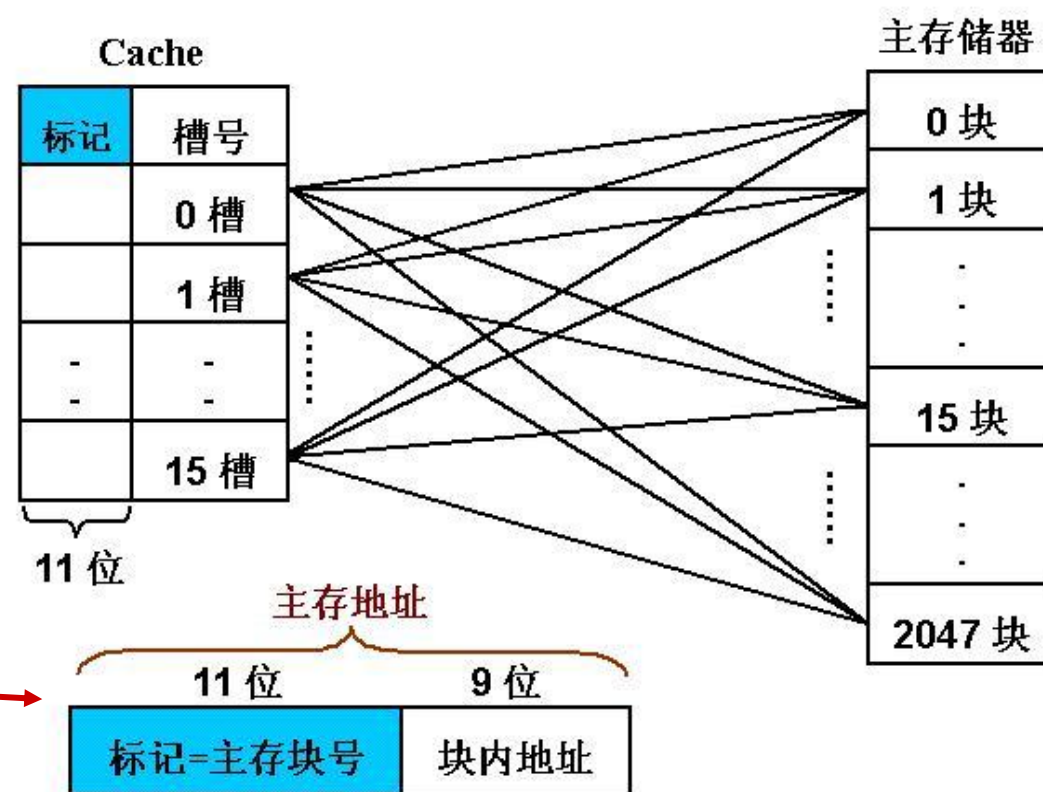 Cache
标记 槽号
0 槽
1 槽
- -
- -
15 槽
11 位
主存储器
0 块
1 块
-
-
-
15 块
-
-
-
2047 块
主存地址
11 位 9 位
标记=主存块号 块内地址